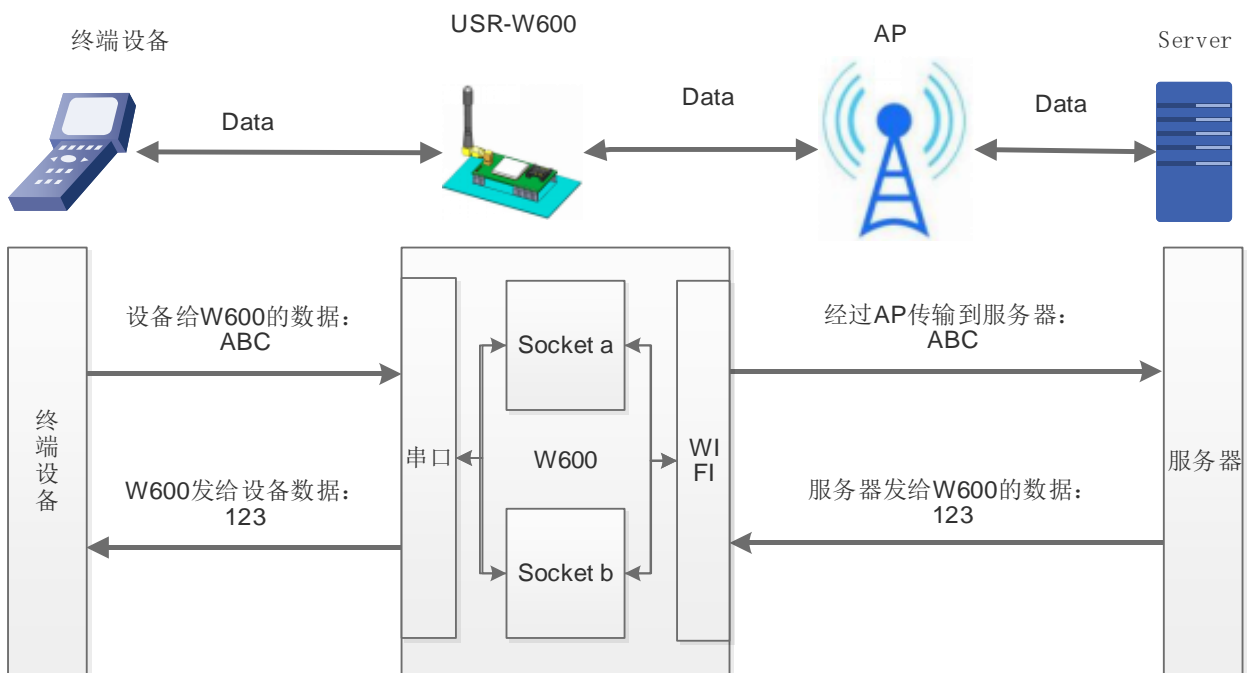 终端设备
USR-W600
AP
Server
Data
Data
Data
设备给W600的数据：
ABC
经过AP传输到服务器：
ABC
Socket a
终端设备
串口
W600
WI
FI
服务器
W600发给设备数据：
123
服务器发给W600的数据：
123
Socket b